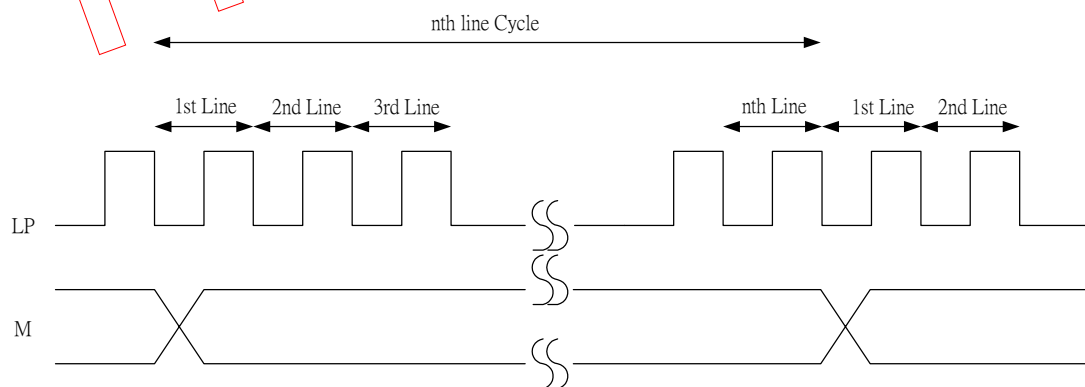 nth line Cycle
1st Line 2nd Line 3rd Line nth Line 1st Line 2nd Line
LP
M